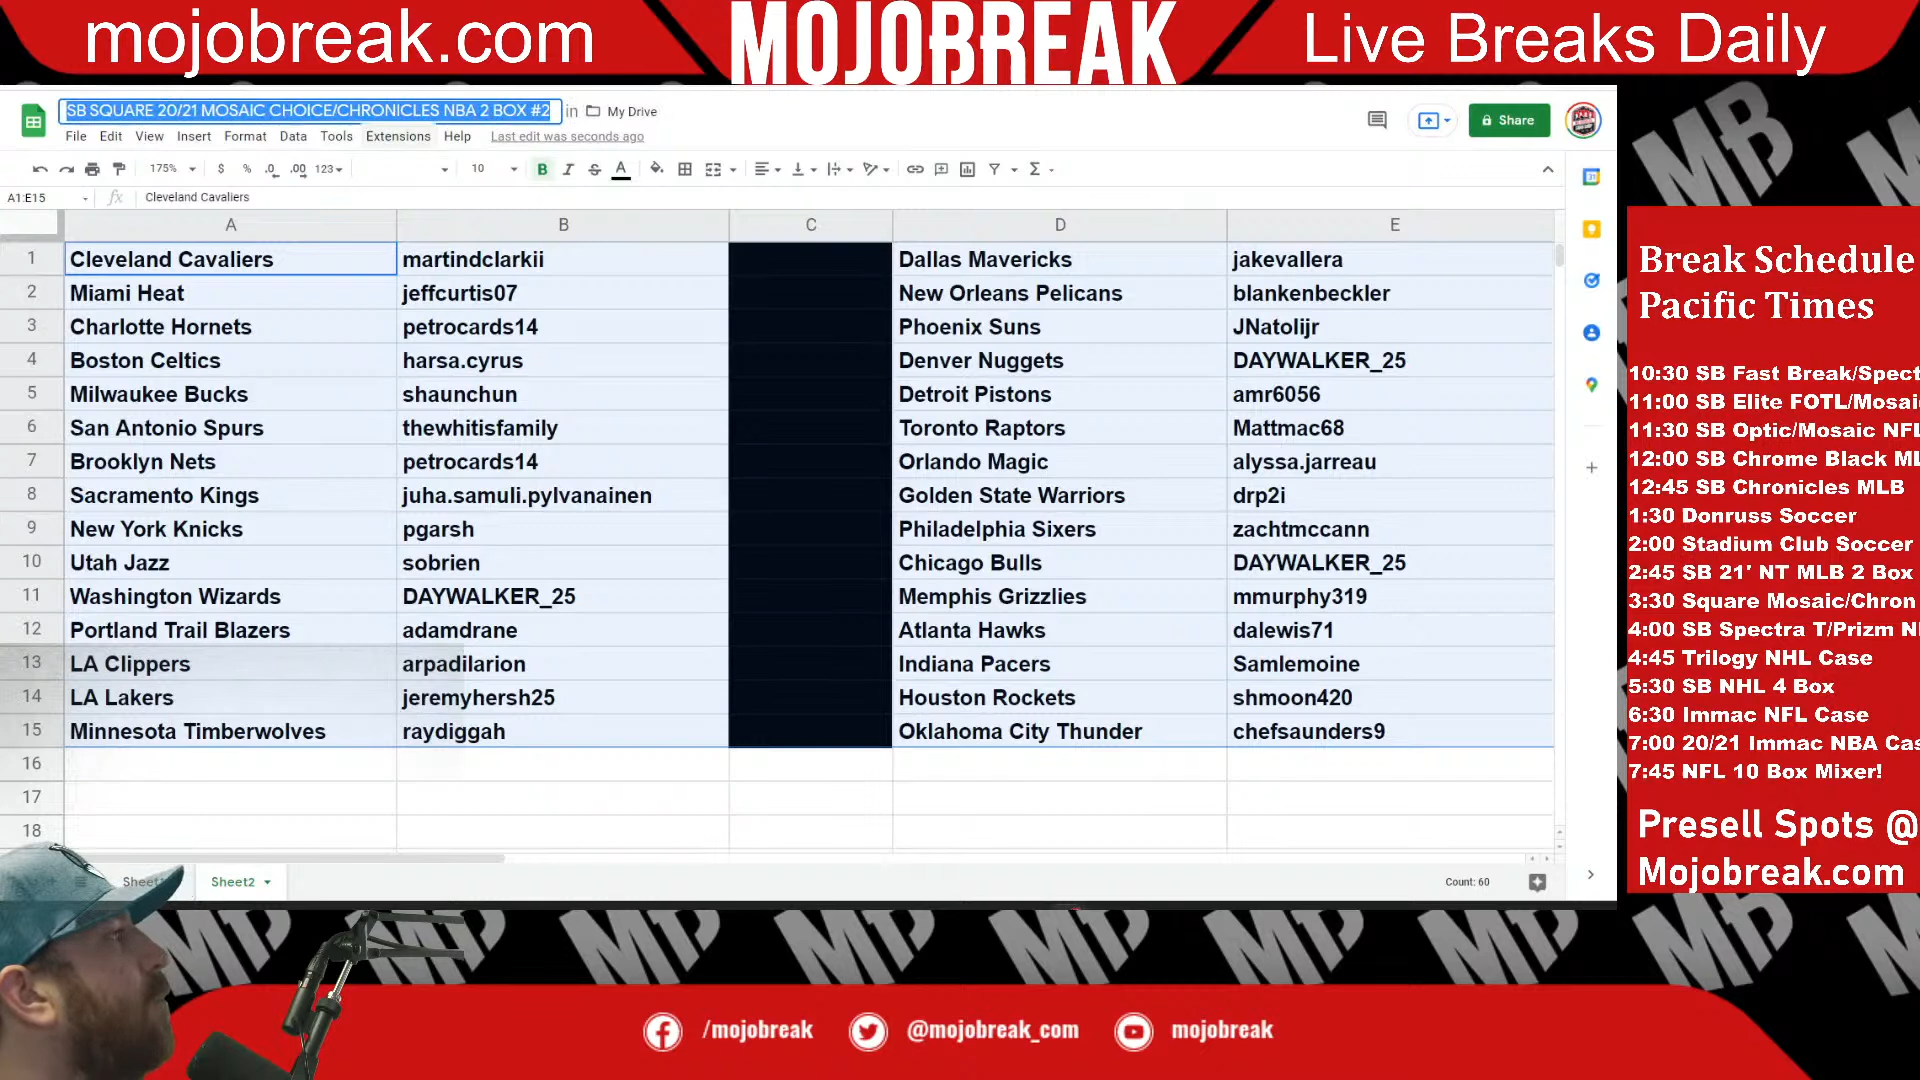 mojobreak.com
MOJOBREAK
Live Breaks Daily
SB SQUARE 20/21 MOSAIC CHOICE/CHRONICLES NBA 2 BOX #2
in My Drive
File Edit View Insert Format Data Tools Extensions Help Last edit was seconds ago
Share
175% $ % .0 .00 123 10 B I S A
A1:E15 fx Cleveland Cavaliers
A B C D E
1 Cleveland Cavaliers martindclarkii Dallas Mavericks jakevallera
2 Miami Heat jeffcurtis07 New Orleans Pelicans blankenbeckler
3 Charlotte Hornets petrocards14 Phoenix Suns JNatolijr
4 Boston Celtics harsa.cyrus Denver Nuggets DAYWALKER_25
5 Milwaukee Bucks shaunchun Detroit Pistons amr6056
6 San Antonio Spurs thewhitisfamily Toronto Raptors Mattmac68
7 Brooklyn Nets petrocards14 Orlando Magic alyssa.jarreau
8 Sacramento Kings juha.samuli.pylvanainen Golden State Warriors drp2i
9 New York Knicks pgarsh Philadelphia Sixers zachtmccann
10 Utah Jazz sobrien Chicago Bulls DAYWALKER_25
11 Washington Wizards DAYWALKER_25 Memphis Grizzlies mmurphy319
12 Portland Trail Blazers adamdrane Atlanta Hawks dalewis71
13 LA Clippers arpadilarion Indiana Pacers Samlemoine
14 LA Lakers jeremyhersh25 Houston Rockets shmoon420
15 Minnesota Timberwolves raydiggah Oklahoma City Thunder chefsaunders9
16
17
18
Sheet2
Count: 60
Break Schedule
Pacific Times
10:30 SB Fast Break/Spect
11:00 SB Elite FOTL/Mosai
11:30 SB Optic/Mosaic NFL
12:00 SB Chrome Black ML
12:45 SB Chronicles MLB
1:30 Donruss Soccer
2:00 Stadium Club Soccer
2:45 SB 21' NT MLB 2 Box
3:30 Square Mosaic/Chron
4:00 SB Spectra T/Prizm N
4:45 Trilogy NHL Case
5:30 SB NHL 4 Box
6:30 Immac NFL Case
7:00 20/21 Immac NBA Cas
7:45 NFL 10 Box Mixer!
Presell Spots @
Mojobreak.com
/mojobreak @mojobreak_com mojobreak